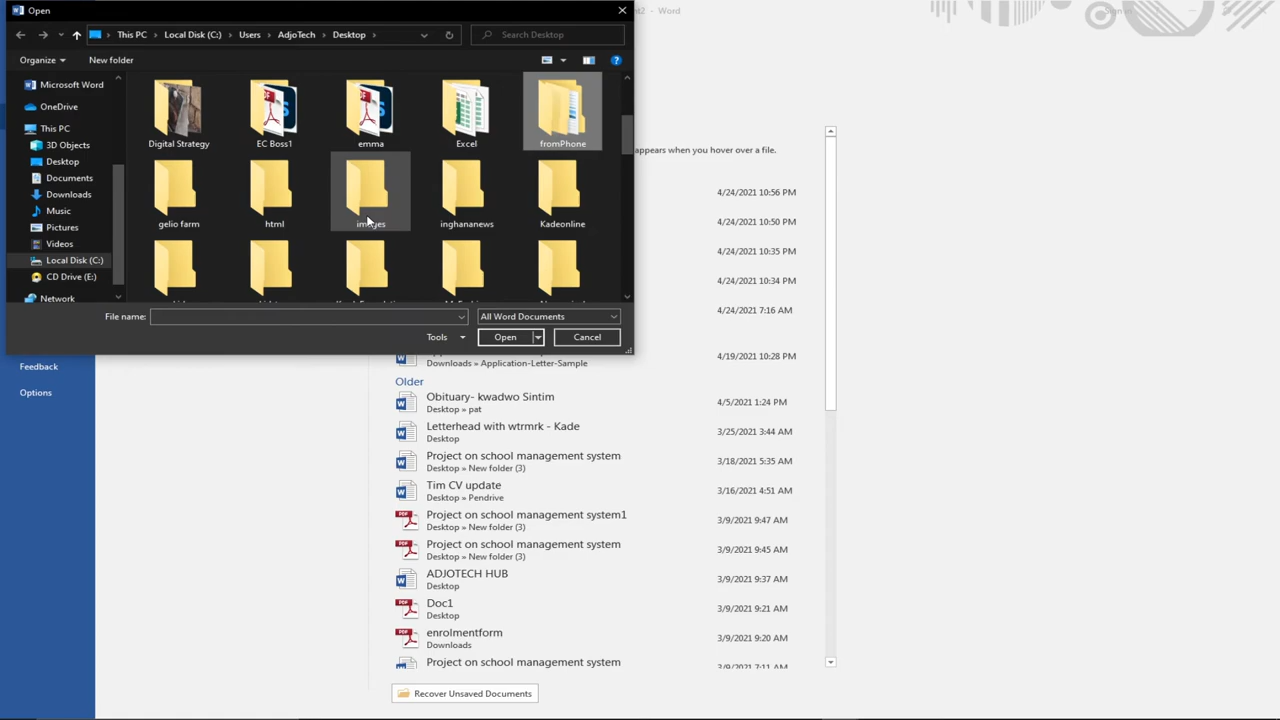 Open
nt2 - Word
Sign in
This PC > Local Disk (C:) > Users > AdjoTech > Desktop >
Search Desktop
Organize
New folder
Microsoft Word
OneDrive
This PC
3D Objects
Desktop
Documents
Downloads
Music
Pictures
Videos
Local Disk (C:)
CD Drive (E:)
Network
Digital Strategy
EC Boss1
emma
Excel
fromPhone
gelio farm
html
images
inghananews
Kadeonline
File name:
All Word Documents
Tools
Open
Cancel
Feedback
Options
appears when you hover over a file.
4/24/2021 10:56 PM
4/24/2021 10:50 PM
4/24/2021 10:35 PM
4/24/2021 10:34 PM
4/24/2021 7:16 AM
4/19/2021 10:28 PM
Downloads » Application-Letter-Sample
Older
Obituary- kwadwo Sintim
Desktop » pat
4/5/2021 1:24 PM
Letterhead with wtrmrk - Kade
Desktop
3/25/2021 3:44 AM
Project on school management system
Desktop » New folder (3)
3/18/2021 5:35 AM
Tim CV update
Desktop » Pendrive
3/16/2021 4:51 AM
Project on school management system1
Desktop » New folder (3)
3/9/2021 9:47 AM
Project on school management system
Desktop » New folder (3)
3/9/2021 9:45 AM
ADJOTECH HUB
Desktop
3/9/2021 9:37 AM
Doc1
Desktop
3/9/2021 9:21 AM
enrolmentform
Downloads
3/9/2021 9:20 AM
Project on school management system
3/9/2021 7:11 AM
Recover Unsaved Documents